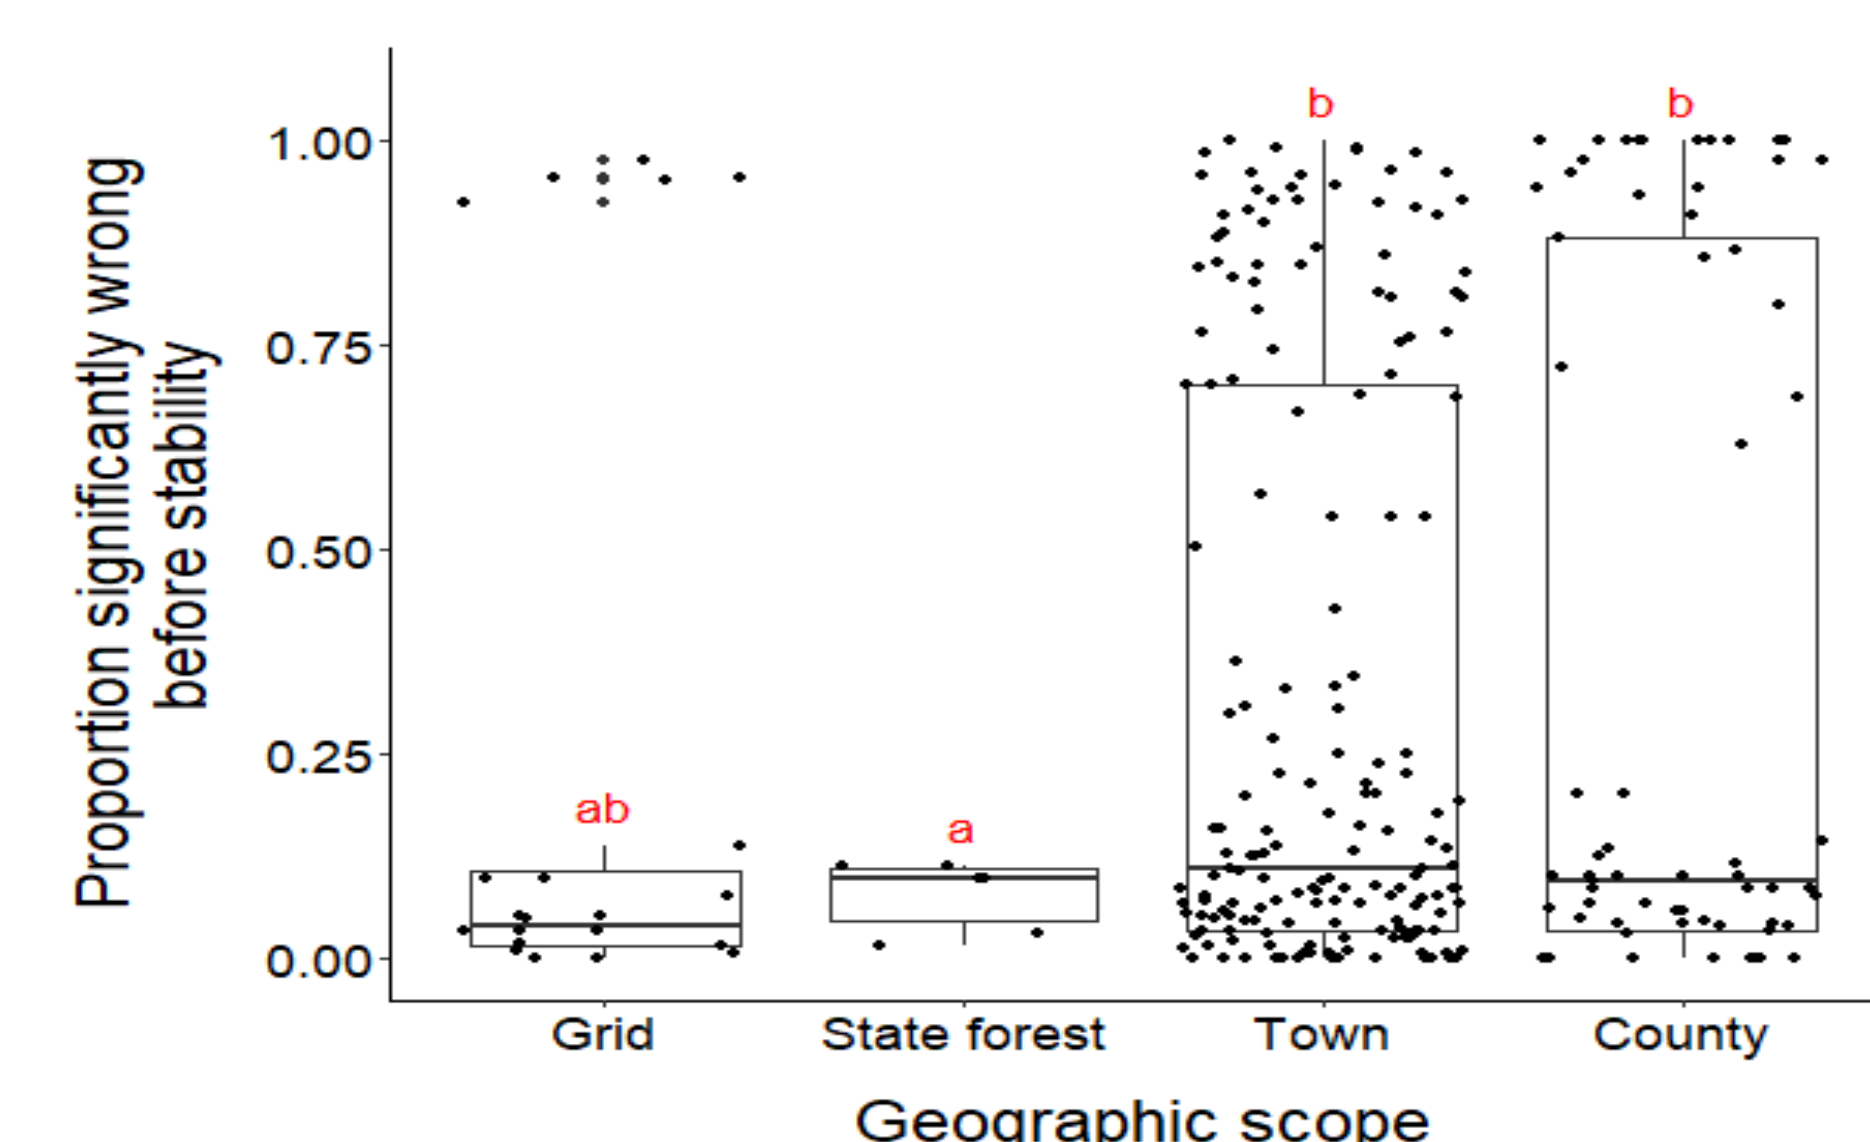 Proportion significantly wrong
before stability
1.00
0.75
0.50
0.25
0.00
ab
a
b
b
Grid
State forest
Town
County
Geographic scope